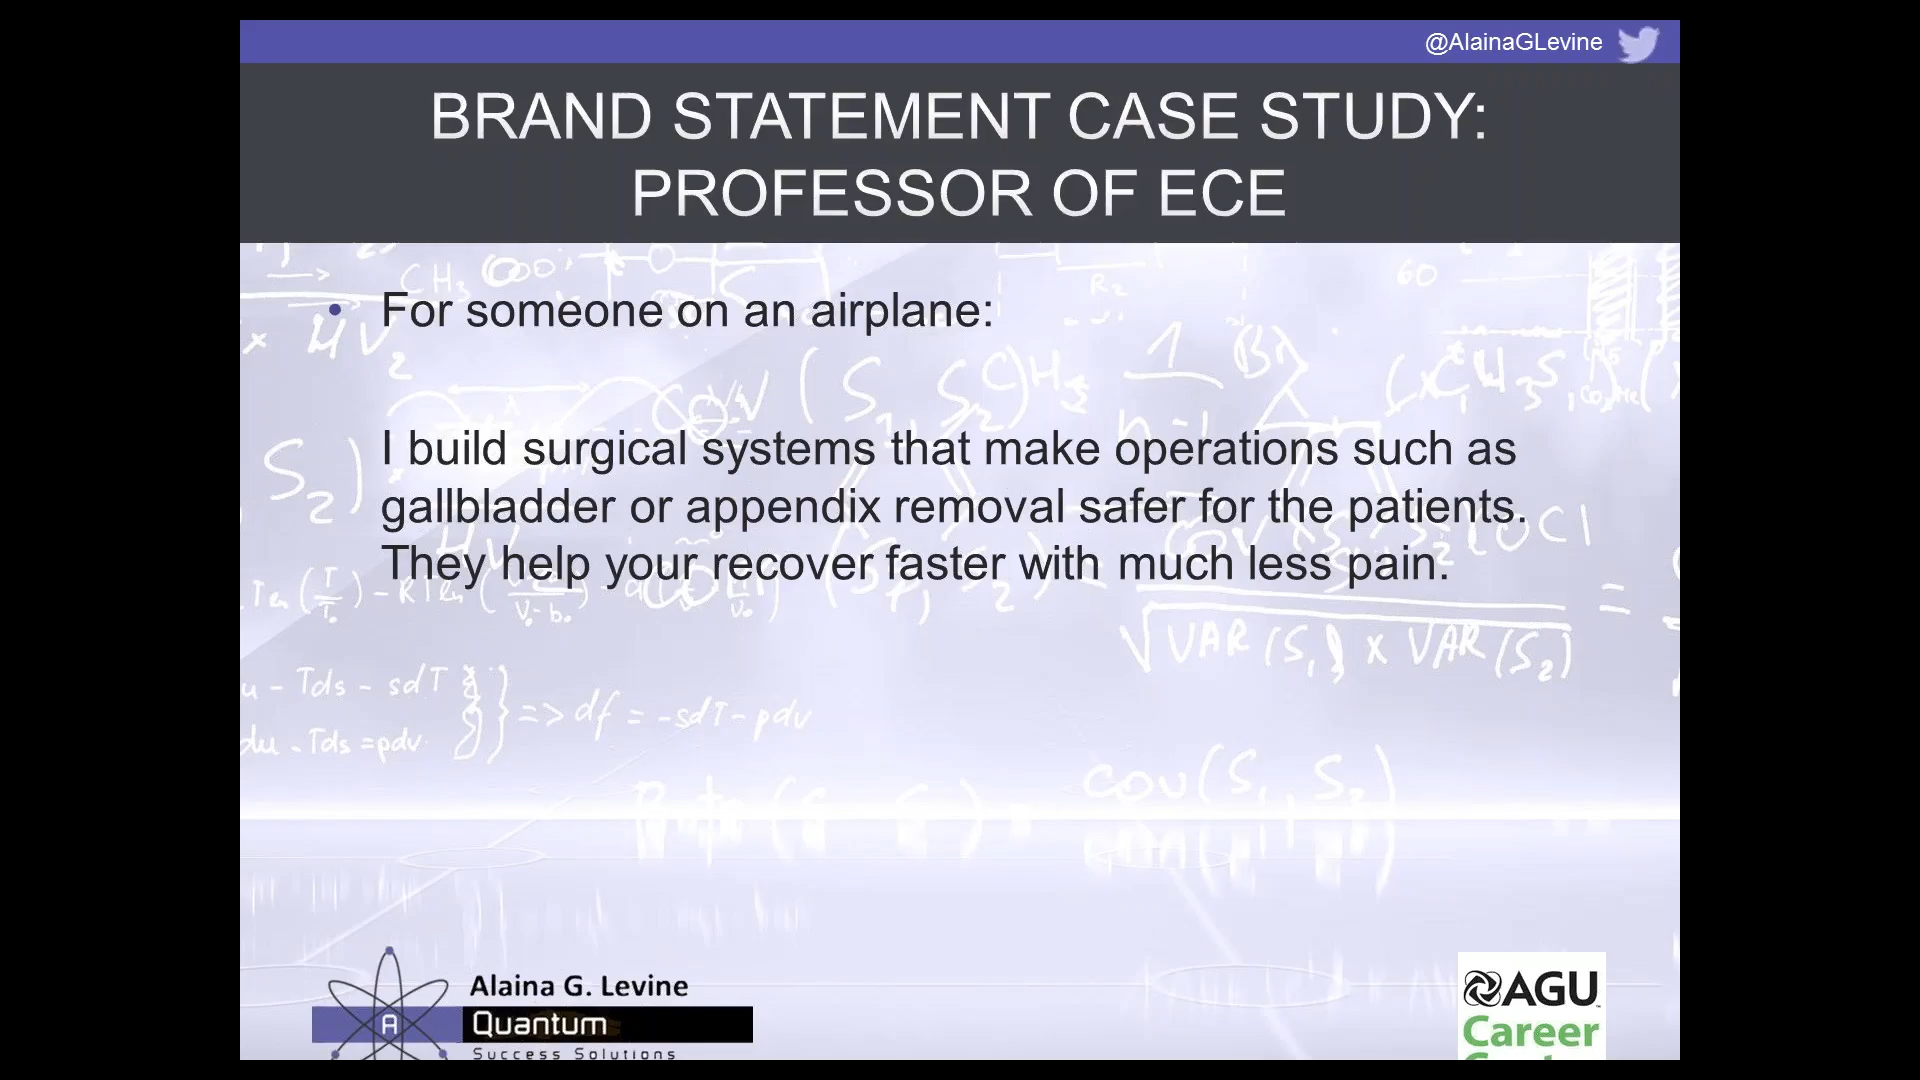 @AlainaGLevine
BRAND STATEMENT CASE STUDY:
PROFESSOR OF ECE
• For someone on an airplane:
I build surgical systems that make operations such as
gallbladder or appendix removal safer for the patients.
They help your recover faster with much less pain.
Alaina G. Levine
A
Quantum
Success Solutions
AGU
Career